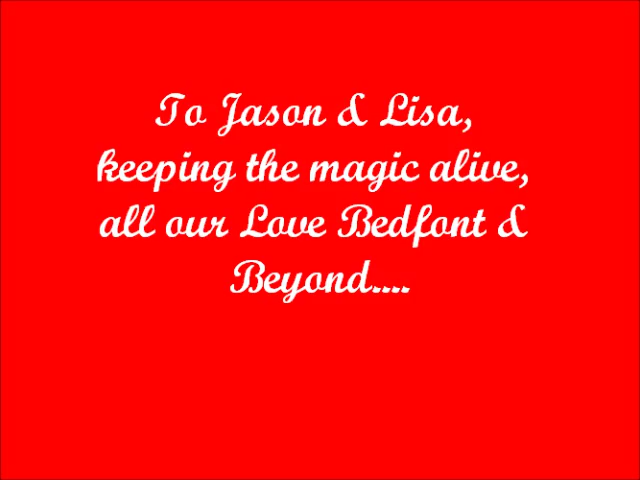 To Jason & Lisa,
keeping the magic alive,
all our Love Bedfont &
Beyond....